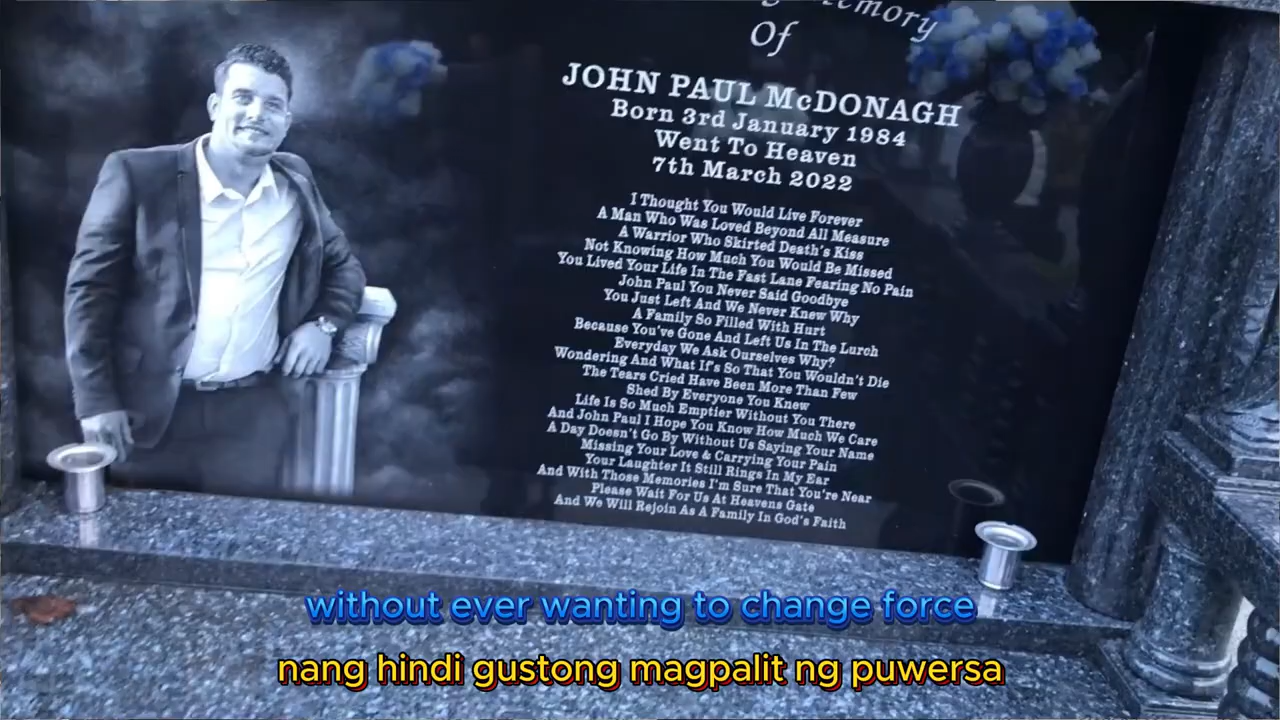 Of
JOHN PAUL McDONAGH
Born 3rd January 1984
Went To Heaven
7th March 2022
I Thought You Would Live Forever
A Man Who Was Loved Beyond All Measure
A Warrior Who Skirted Death's Kiss
Not Knowing How Much You Would Be Missed
You Lived Your Life In The Fast Lane Fearing No Pain
John Paul You Never Said Goodbye
You Just Left And We Never Knew Why
A Family So Filled With Hurt
Because You've Gone And Left Us In The Lurch
Everyday We Ask Ourselves Why?
Wondering And What If's So That You Wouldn't Die
The Tears Cried Have Been More Than Few
Shed By Everyone You Knew
Life Is So Much Emptier Without You There
And John Paul I Hope You Know How Much We Care
A Day Doesn't Go By Without Us Saying Your Name
Missing Your Love & Carrying Your Pain
Your Laughter It Still Rings In My Ear
And With Those Memories I'm Sure That You're Near
Please Wait For Us At Heavens Gate
And We Will Rejoin As A Family In God's Faith
without ever wanting to change force
nang hindi gustong magpalit ng puwersa